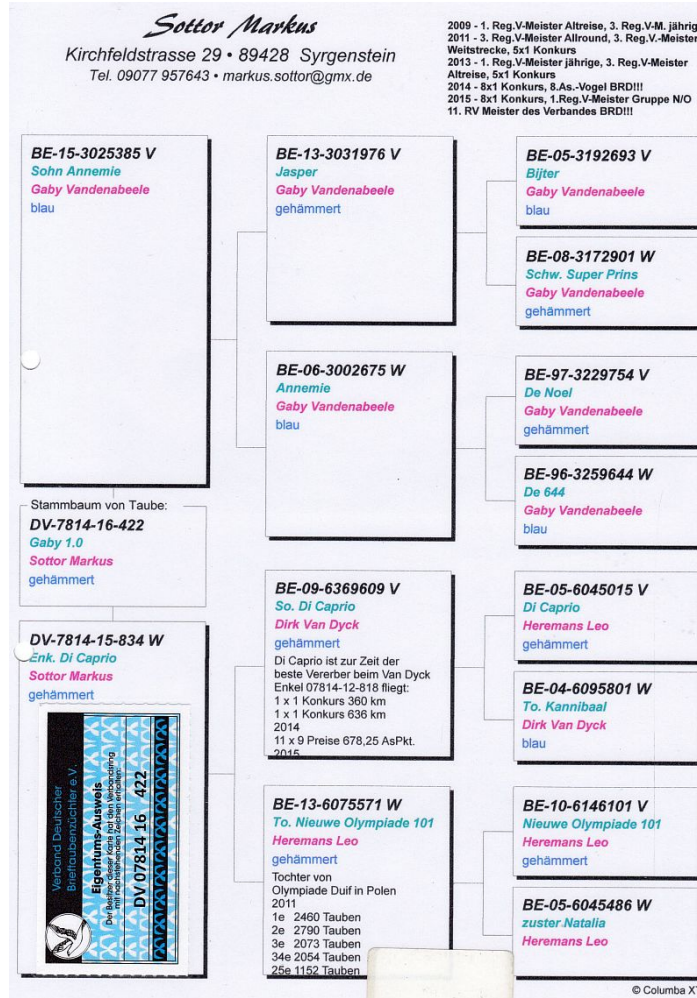 Sottor Markus
Kirchfeldstrasse 29 • 89428 Syrgenstein
Tel. 09077 957643 • markus.sottor@gmx.de
2009 - 1. Reg.V-Meister Altreise, 3. Reg.V-M. jährig
2011 - 3. Reg.V-Meister Allround, 3. Reg.V.-Meister
Weitstrecke, 5x1 Konkurs
2013 - 1. Reg.V-Meister jährige, 3. Reg.V-Meister
Altreise, 5x1 Konkurs
2014 - 8x1 Konkurs, 8.As.-Vogel BRD!!!
2015 - 8x1 Konkurs, 1.Reg.V-Meister Gruppe N/O
11. RV Meister des Verbandes BRD!!!
BE-15-3025385 V
Sohn Annemie
Gaby Vandenabeele
blau
Stammbaum von Taube:
DV-7814-16-422
Gaby 1.0
Sottor Markus
gehämmert
DV-7814-15-834 W
Enk. Di Caprio
Sottor Markus
gehämmert
Verband Deutscher
Brieftaubenzüchter e.V.
Eigentums-Ausweis
Der Besitzer dieser Karte hat den Verbandsring
mit nachstehenden Zeichen erhalten:
DV 07814 16 422
BE-13-3031976 V
Jasper
Gaby Vandenabeele
gehämmert
BE-06-3002675 W
Annemie
Gaby Vandenabeele
blau
BE-09-6369609 V
So. Di Caprio
Dirk Van Dyck
gehämmert
Di Caprio ist zur Zeit der
beste Vererber beim Van Dyck
Enkel 07814-12-818 fliegt:
1 x 1 Konkurs 360 km
1 x 1 Konkurs 636 km
2014
11 x 9 Preise 678,25 AsPkt.
2015
BE-13-6075571 W
To. Nieuwe Olympiade 101
Heremans Leo
gehämmert
Tochter von
Olympiade Duif in Polen
2011
1e 2460 Tauben
2e 2790 Tauben
3e 2073 Tauben
34e 2054 Tauben
25e 1152 Tauben
BE-05-3192693 V
Bijter
Gaby Vandenabeele
blau
BE-08-3172901 W
Schw. Super Prins
Gaby Vandenabeele
gehämmert
BE-97-3229754 V
De Noel
Gaby Vandenabeele
gehämmert
BE-96-3259644 W
De 644
Gaby Vandenabeele
blau
BE-05-6045015 V
Di Caprio
Heremans Leo
gehämmert
BE-04-6095801 W
To. Kannibaal
Dirk Van Dyck
blau
BE-10-6146101 V
Nieuwe Olympiade 101
Heremans Leo
gehämmert
BE-05-6045486 W
zuster Natalia
Heremans Leo
© Columba X